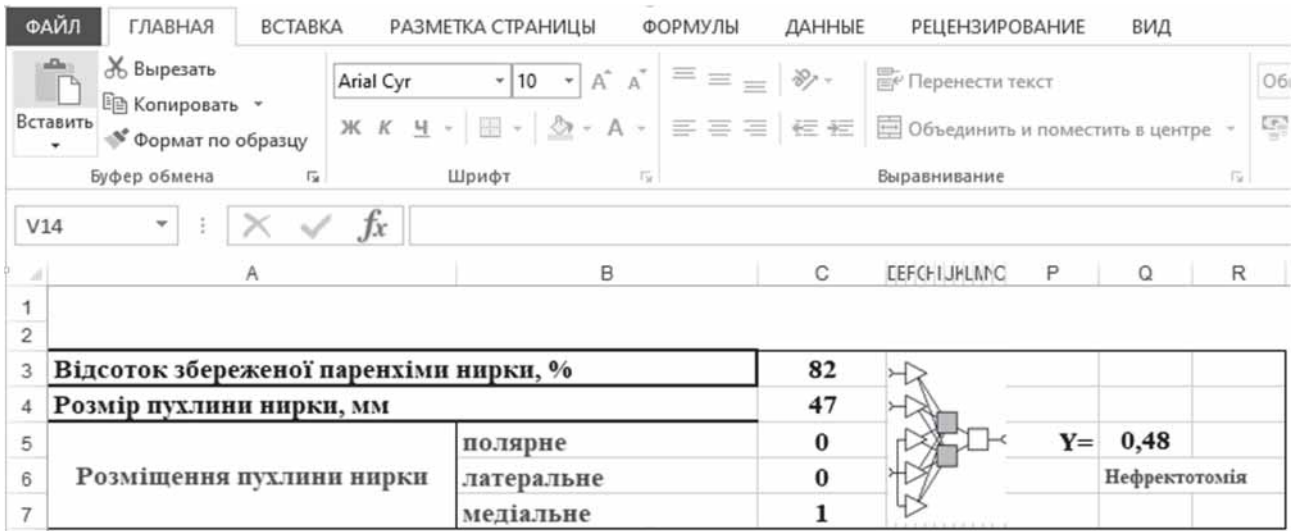 ФАЙЛ ГЛАВНАЯ ВСТАВКА РАЗМЕТКА СТРАНИЦЫ ФОРМУЛЫ ДАННЫЕ РЕЦЕНЗИРОВАНИЕ ВИД
Вставить
Вырезать
Копировать
Формат по образцу
Буфер обмена
Arial Cyr 10 A A
Ж К Ч А
Шрифт
Перенести текст
Объединить и поместить в центре
Выравнивание
V14 fx
A B C P Q R
1
2
3 Відсоток збереженої паренхіми нирки, % 82
4 Розмір пухлини нирки, мм 47
5 полярне 0 Y= 0,48
6 Розміщення пухлини нирки латеральне 0 Нефректотомія
7 медіальне 1